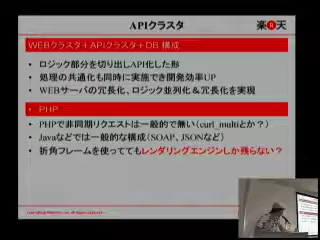 APIクラスタ
楽天
WEBクラスタ+APIクラスタ+DB 構成
• ロジック部分を切り出しAPI化した形
• 処理の共通化も同時に実施でき開発効率UP
• WEBサーバの冗長化、ロジック並列化&冗長化を実現
• PHP
• PHPで非同期リクエストは一般的で無い(curl_multiとか?)
• Javaなどでは一般的な構成(SOAP、JSONなど)
• 折角フレームを使っててもレンダリングエンジンしか残らない?